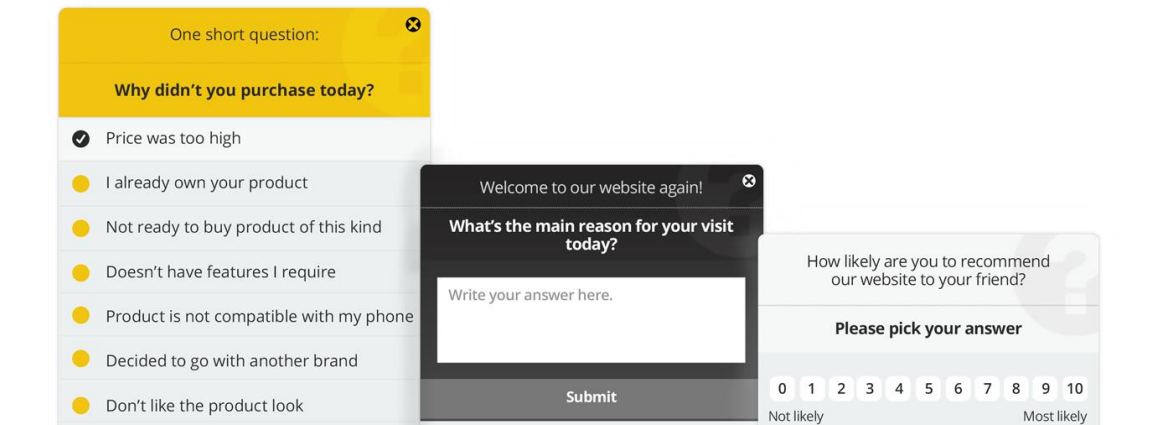 One short question:
Why didn’t you purchase today?
Price was too high
I already own your product
Not ready to buy product of this kind
Doesn’t have features I require
Product is not compatible with my phone
Decided to go with another brand
Don’t like the product look
Welcome to our website again!
What’s the main reason for your visit
today?
Write your answer here.
Submit
How likely are you to recommend
our website to your friend?
Please pick your answer
0 1 2 3 4 5 6 7 8 9 10
Not likely Most likely